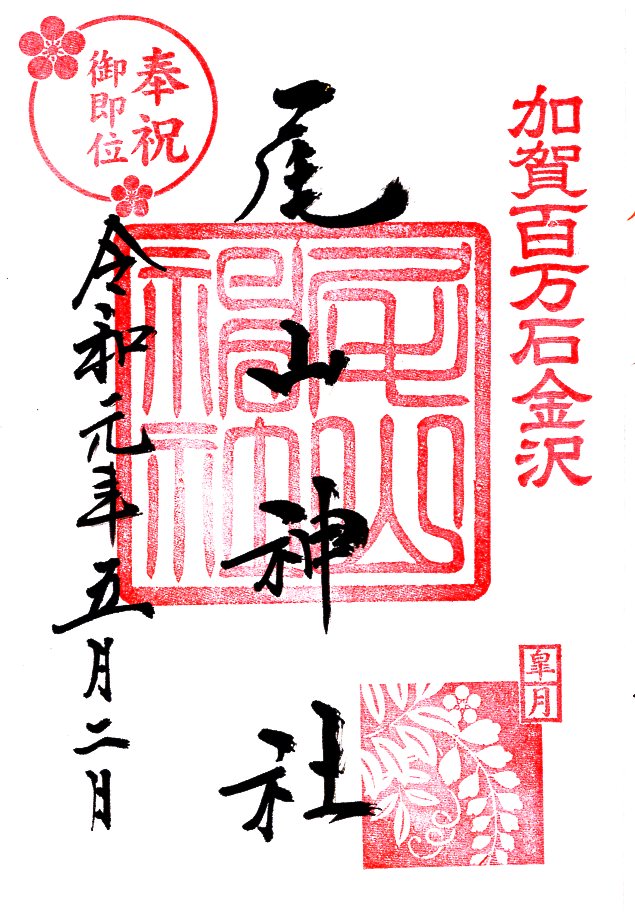 加賀百万石金沢
尾山神社
奉祝
御即位
令和元年五月二日
皐月